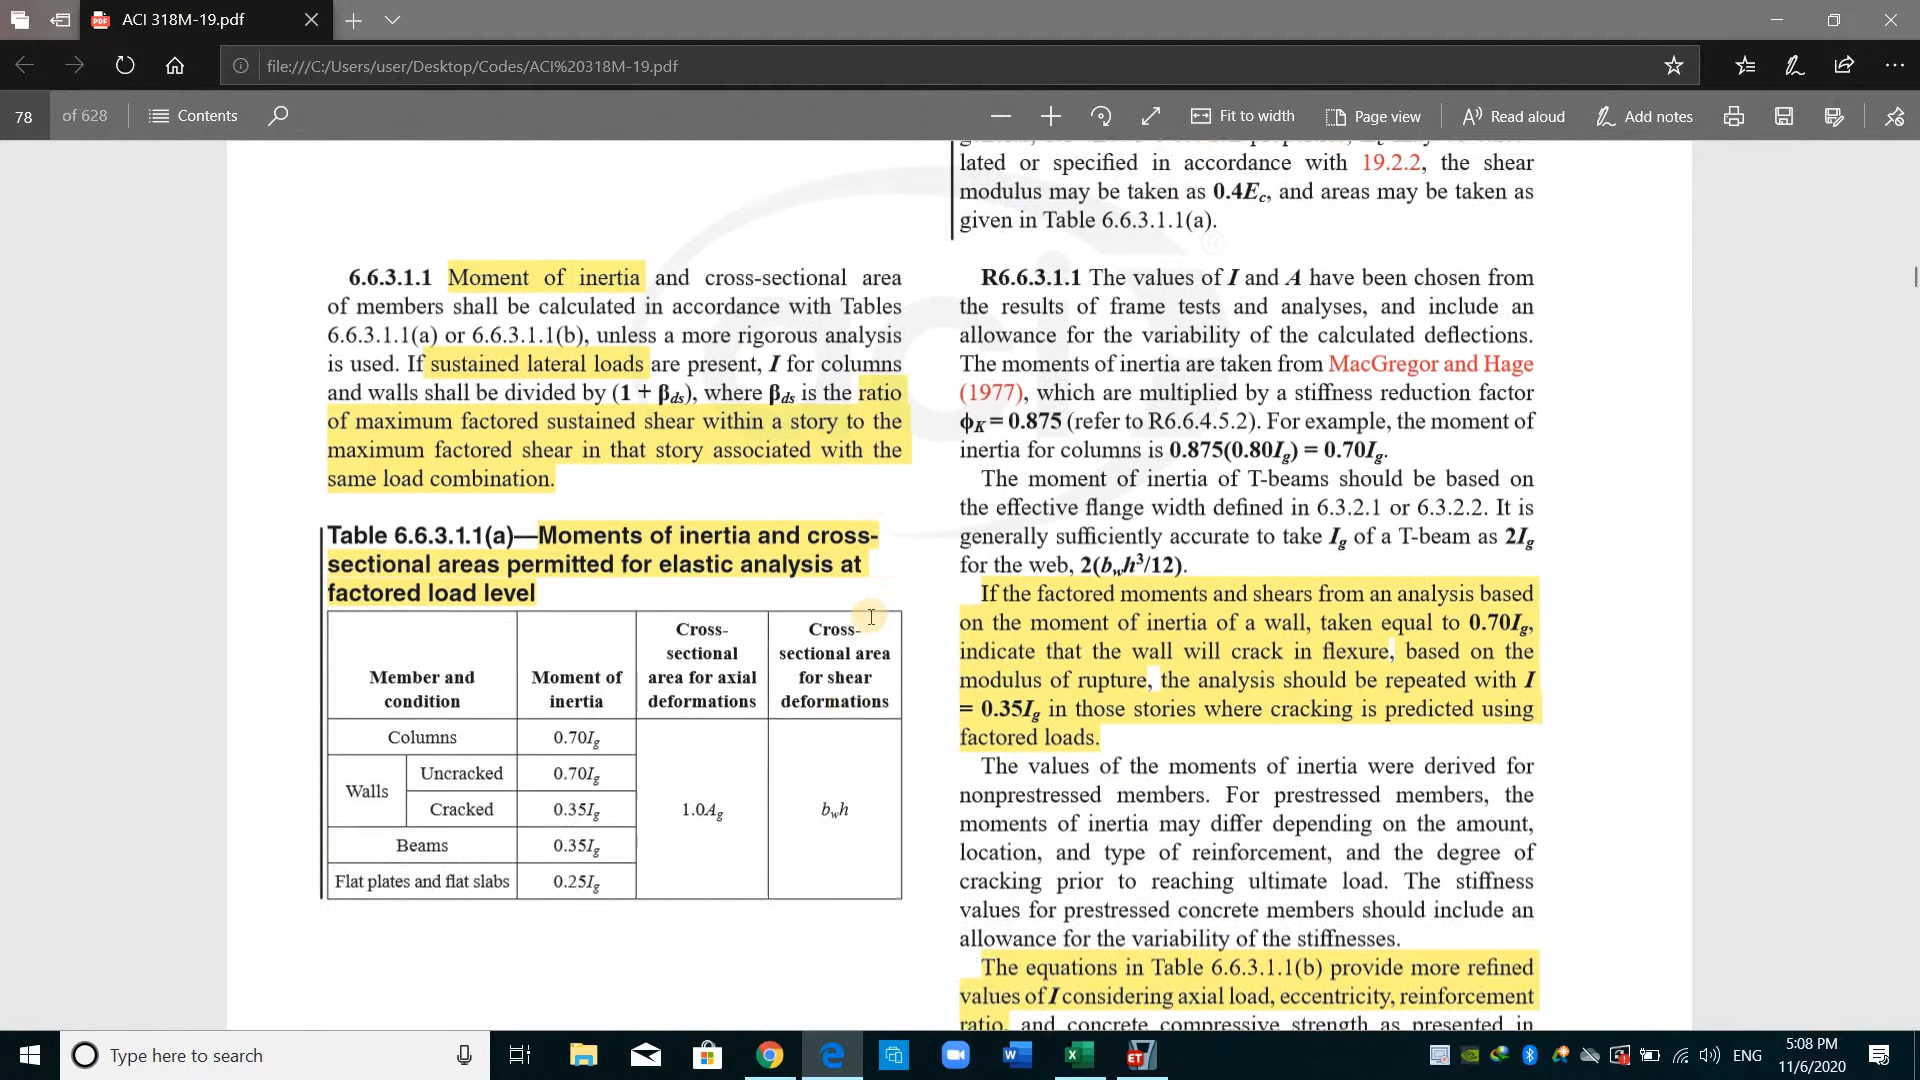 ACI 318M-19.pdf
file:///C:/Users/user/Desktop/Codes/ACI%20318M-19.pdf
78 of 628 Contents Fit to width Page view Read aloud Add notes
lated or specified in accordance with 19.2.2, the shear
modulus may be taken as 0.4Ec, and areas may be taken as
given in Table 6.6.3.1.1(a).
6.6.3.1.1 Moment of inertia and cross-sectional area
of members shall be calculated in accordance with Tables
6.6.3.1.1(a) or 6.6.3.1.1(b), unless a more rigorous analysis
is used. If sustained lateral loads are present, I for columns
and walls shall be divided by (1 + βds), where βds is the ratio
of maximum factored sustained shear within a story to the
maximum factored shear in that story associated with the
same load combination.
Table 6.6.3.1.1(a)—Moments of inertia and cross-
sectional areas permitted for elastic analysis at
factored load level
Member and condition
Moment of inertia
Cross-sectional area for axial deformations
Cross-sectional area for shear deformations
Columns 0.70Ig
Walls Uncracked 0.70Ig
Cracked 0.35Ig
1.0Ag bwh
Beams 0.35Ig
Flat plates and flat slabs 0.25Ig
R6.6.3.1.1 The values of I and A have been chosen from
the results of frame tests and analyses, and include an
allowance for the variability of the calculated deflections.
The moments of inertia are taken from MacGregor and Hage
(1977), which are multiplied by a stiffness reduction factor
ϕK = 0.875 (refer to R6.6.4.5.2). For example, the moment of
inertia for columns is 0.875(0.80Ig) = 0.70Ig.
The moment of inertia of T-beams should be based on
the effective flange width defined in 6.3.2.1 or 6.3.2.2. It is
generally sufficiently accurate to take Ig of a T-beam as 2Ig
for the web, 2(bwh³/12).
If the factored moments and shears from an analysis based
on the moment of inertia of a wall, taken equal to 0.70Ig,
indicate that the wall will crack in flexure, based on the
modulus of rupture, the analysis should be repeated with I
= 0.35Ig in those stories where cracking is predicted using
factored loads.
The values of the moments of inertia were derived for
nonprestressed members. For prestressed members, the
moments of inertia may differ depending on the amount,
location, and type of reinforcement, and the degree of
cracking prior to reaching ultimate load. The stiffness
values for prestressed concrete members should include an
allowance for the variability of the stiffnesses.
The equations in Table 6.6.3.1.1(b) provide more refined
values of I considering axial load, eccentricity, reinforcement
ratio, and concrete compressive strength as presented in
aci
®
Type here to search
ENG
5:08 PM
11/6/2020